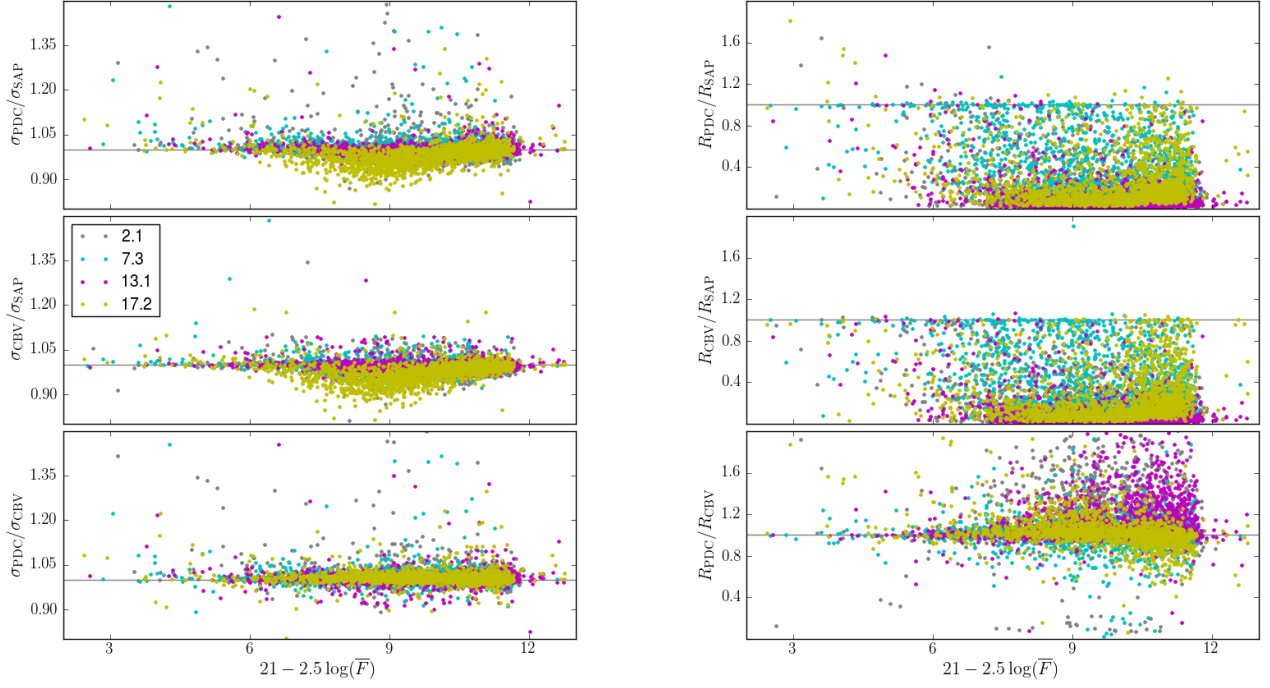 σPDC/σSAP
1.35
1.20
1.05
0.90
σCBV/σSAP
1.35
1.20
1.05
0.90
2.1
7.3
13.1
17.2
σPDC/σCBV
1.35
1.20
1.05
0.90
3 6 9 12
21 − 2.5 log(F̅)
RPDC/RSAP
1.6
1.2
0.8
0.4
RCBV/RSAP
1.6
1.2
0.8
0.4
RPDC/RCBV
1.6
1.2
0.8
0.4
3 6 9 12
21 − 2.5 log(F̅)